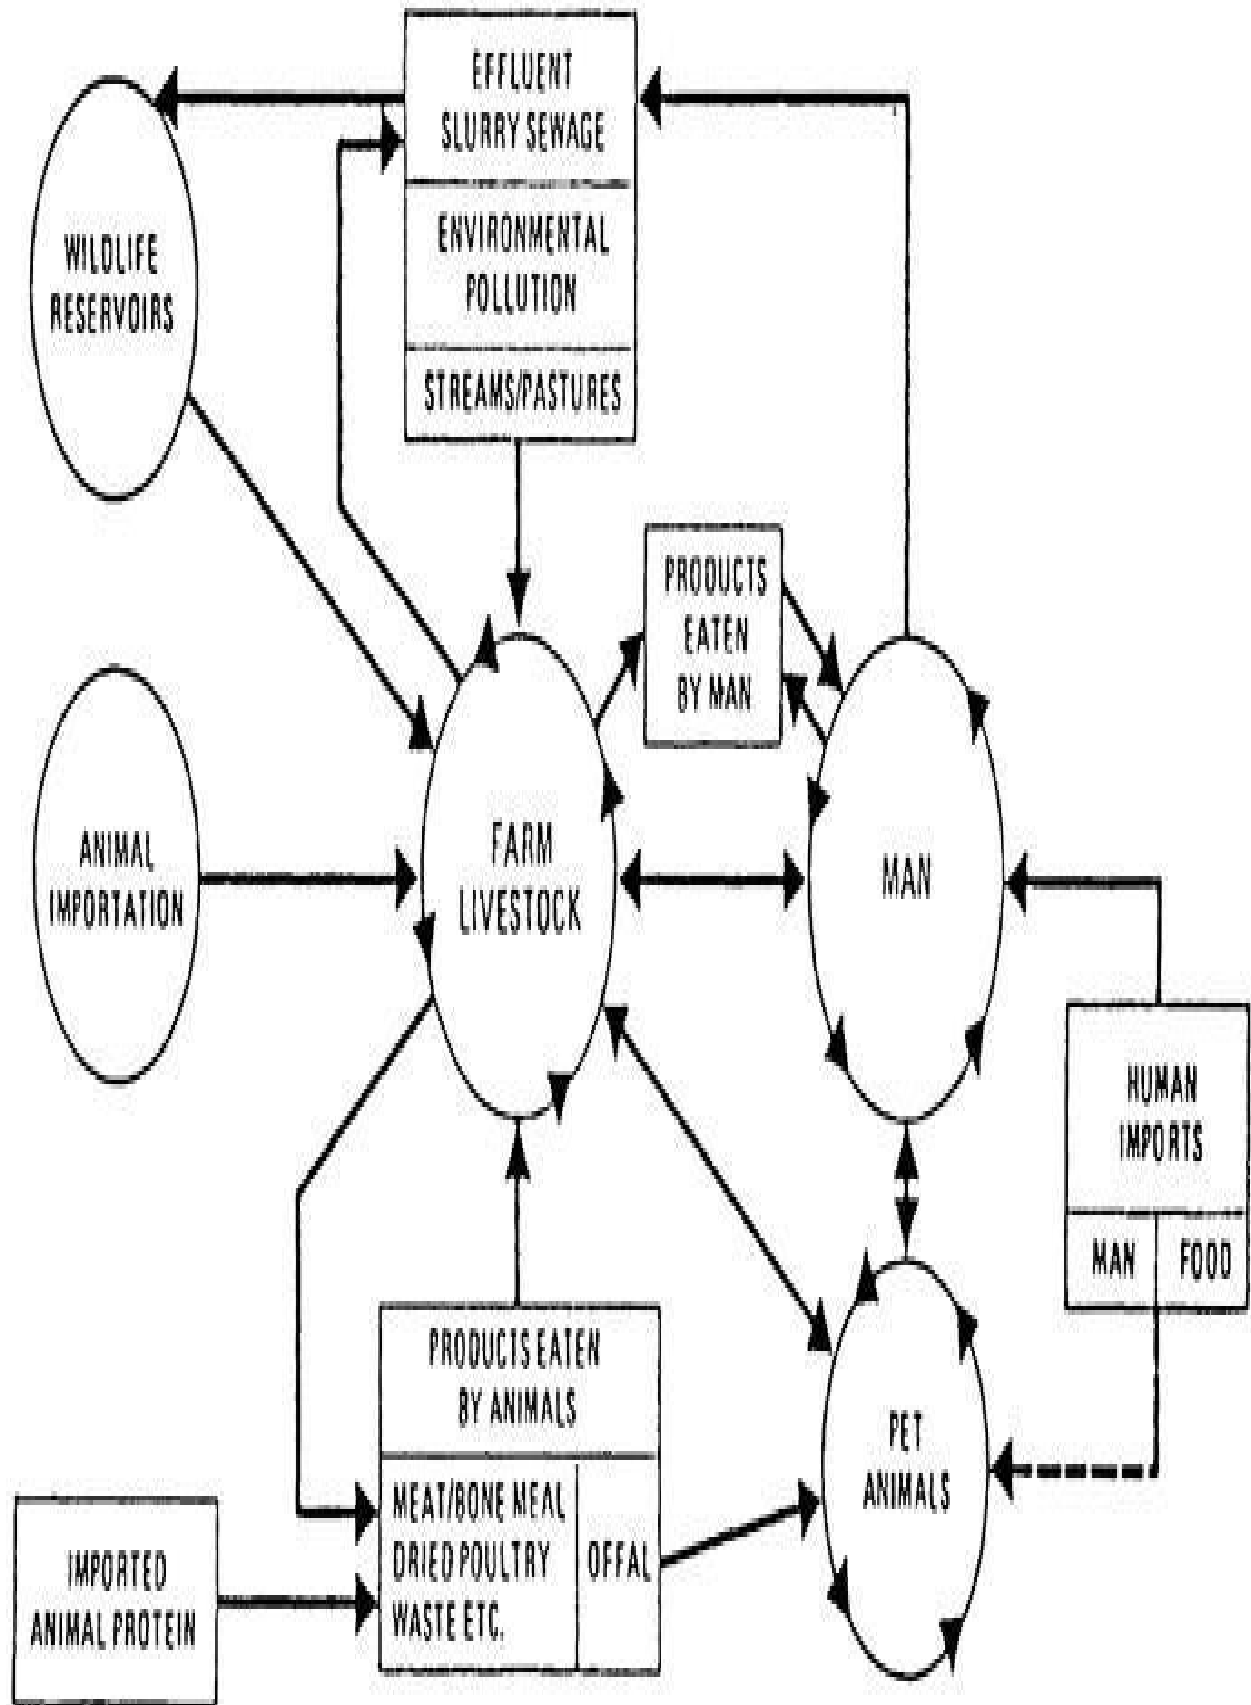 EFFLUENT
SLURRY SEWAGE
ENVIRONMENTAL
POLLUTION
STREAMS/PASTURES
WILDLIFE
RESERVOIRS
PRODUCTS
EATEN
BY MAN
ANIMAL
IMPORTATION
FARM
LIVESTOCK
MAN
HUMAN
IMPORTS
MAN
FOOD
PRODUCTS EATEN
BY ANIMALS
MEAT/BONE MEAL
DRIED POULTRY
WASTE ETC.
OFFAL
PET
ANIMALS
IMPORTED
ANIMAL PROTEIN